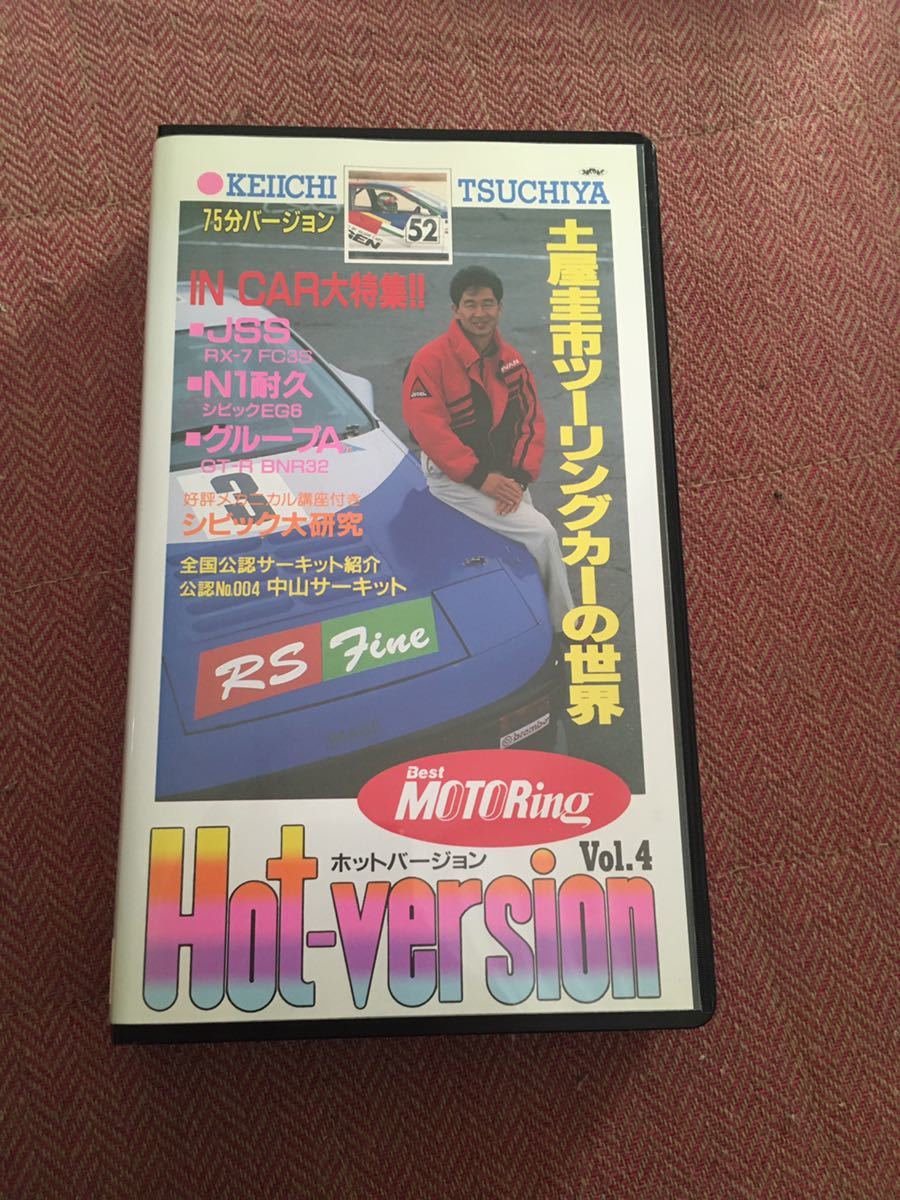 KEIICHI TSUCHIYA
75分バージョン
52
土屋圭市ツーリングカーの世界
IN CAR大特集!!
■JSS
RX-7 FC3S
■N1耐久
シビックEG6
■グループA
GT-R BNR32
3
好評メカニカル講座付き
シビック大研究
全国公認サーキット紹介
公認No.004 中山サーキット
RS Fine
brembo
Best
MOTORing
ホットバージョン
Vol.4
Hot-version